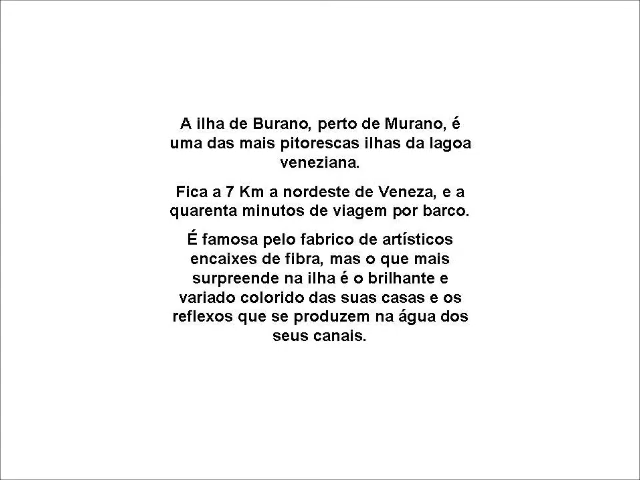 A ilha de Burano, perto de Murano, é
uma das mais pitorescas ilhas da lagoa
veneziana.
Fica a 7 Km a nordeste de Veneza, e a
quarenta minutos de viagem por barco.
É famosa pelo fabrico de artísticos
encaixes de fibra, mas o que mais
surpreende na ilha é o brilhante e
variado colorido das suas casas e os
reflexos que se produzem na água dos
seus canais.